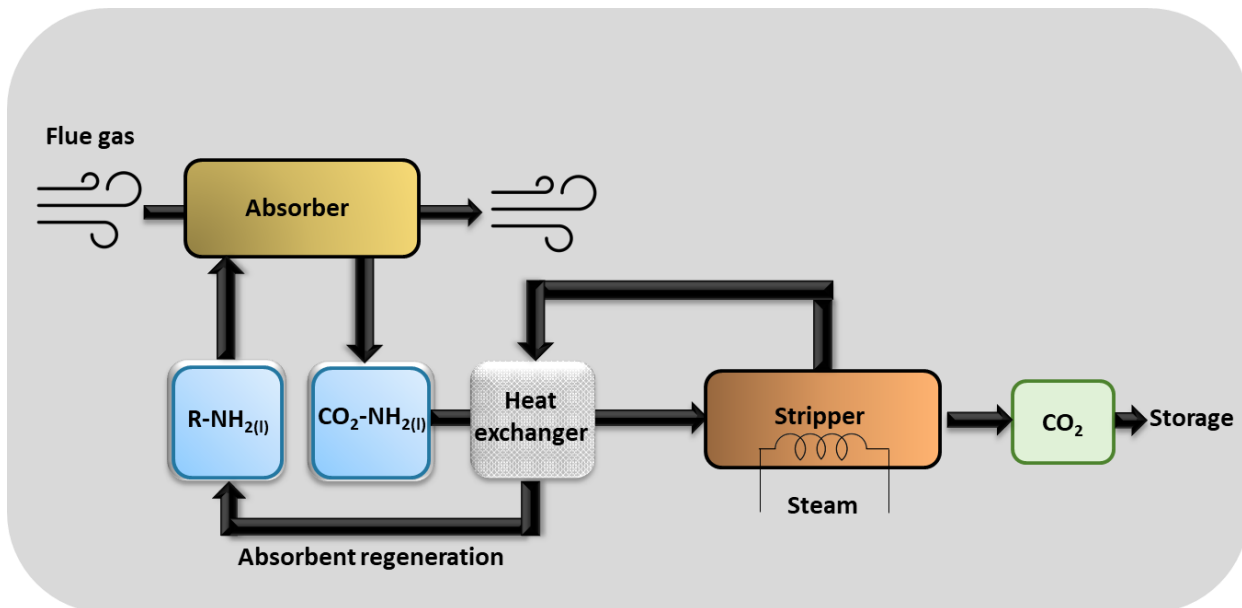 Flue gas
Absorber
R-NH₂₍ₗ₎
CO₂-NH₂₍ₗ₎
Heat
exchanger
Stripper
Steam
CO₂
Storage
Absorbent regeneration